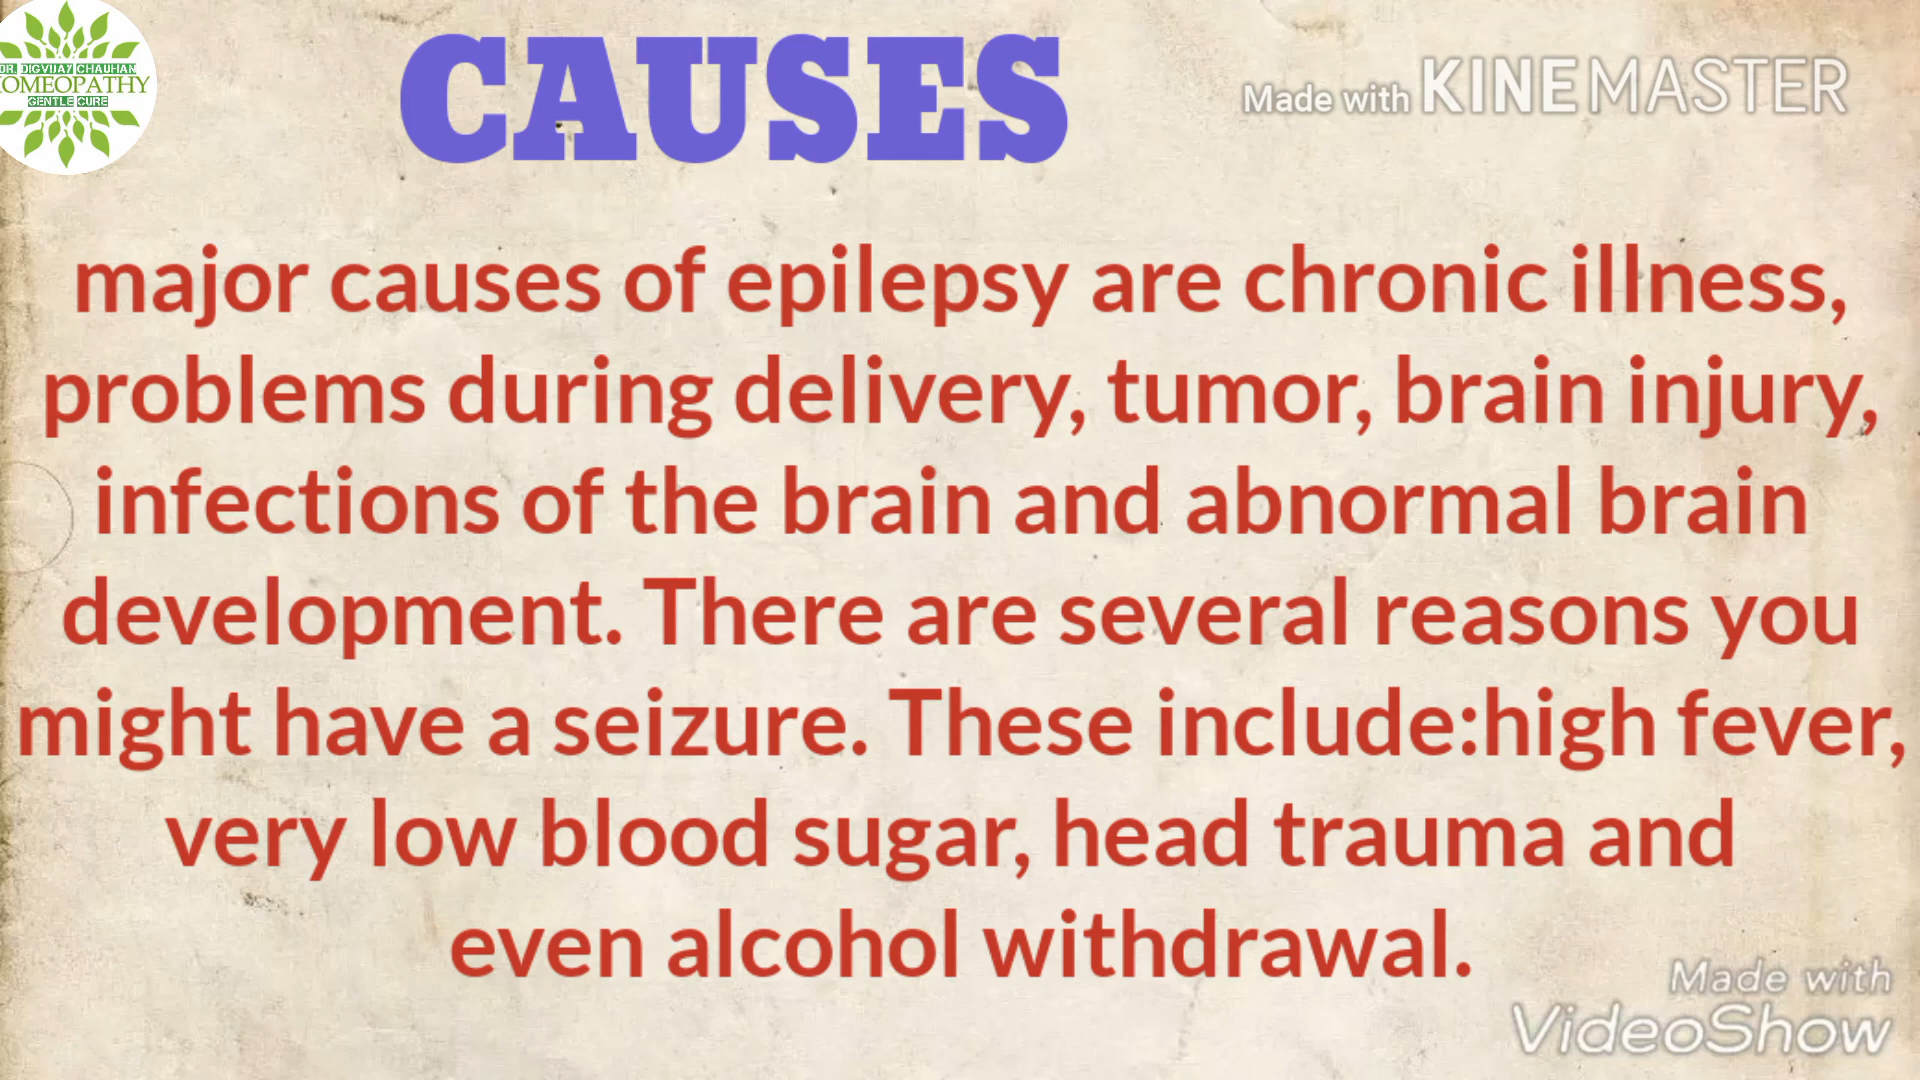 DR. DIGVIJAY CHAUHAN
HOMEOPATHY
GENTLE CURE
CAUSES
Made with KINEMASTER
major causes of epilepsy are chronic illness,
problems during delivery, tumor, brain injury,
infections of the brain and abnormal brain
development. There are several reasons you
might have a seizure. These include:high fever,
very low blood sugar, head trauma and
even alcohol withdrawal.
Made with
VideoShow